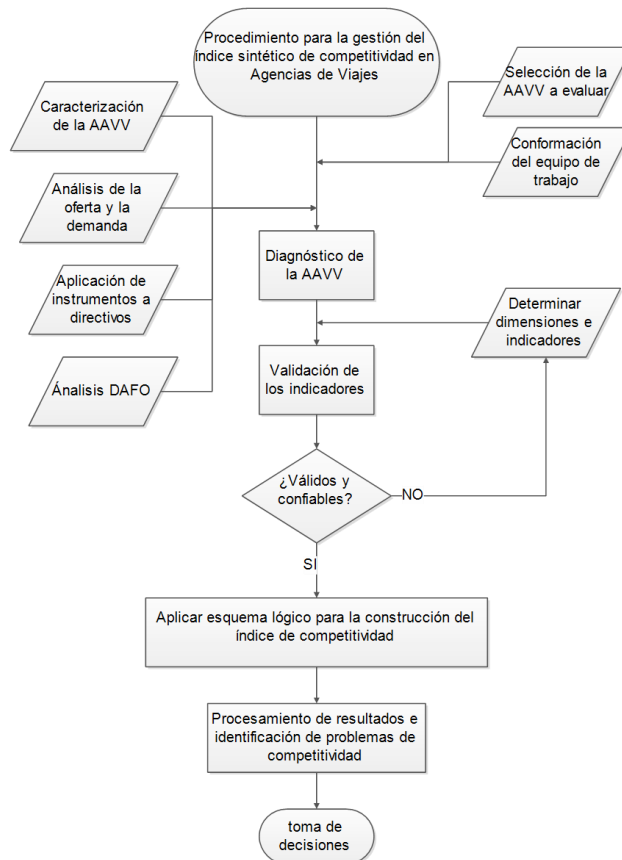 Procedimiento para la gestión del
índice sintético de competitividad en
Agencias de Viajes
Selección de la
AAVV a evaluar
Caracterización
de la AAVV
Conformación
del equipo de
trabajo
Análisis de la
oferta y la
demanda
Diagnóstico de
la AAVV
Aplicación de
instrumentos a
directivos
Determinar
dimensiones e
indicadores
Validación de
los indicadores
Ánalisis DAFO
¿Válidos y
confiables?
NO
SI
Aplicar esquema lógico para la construcción del
índice de competitividad
Procesamiento de resultados e
identificación de problemas de
competitividad
toma de
decisiones